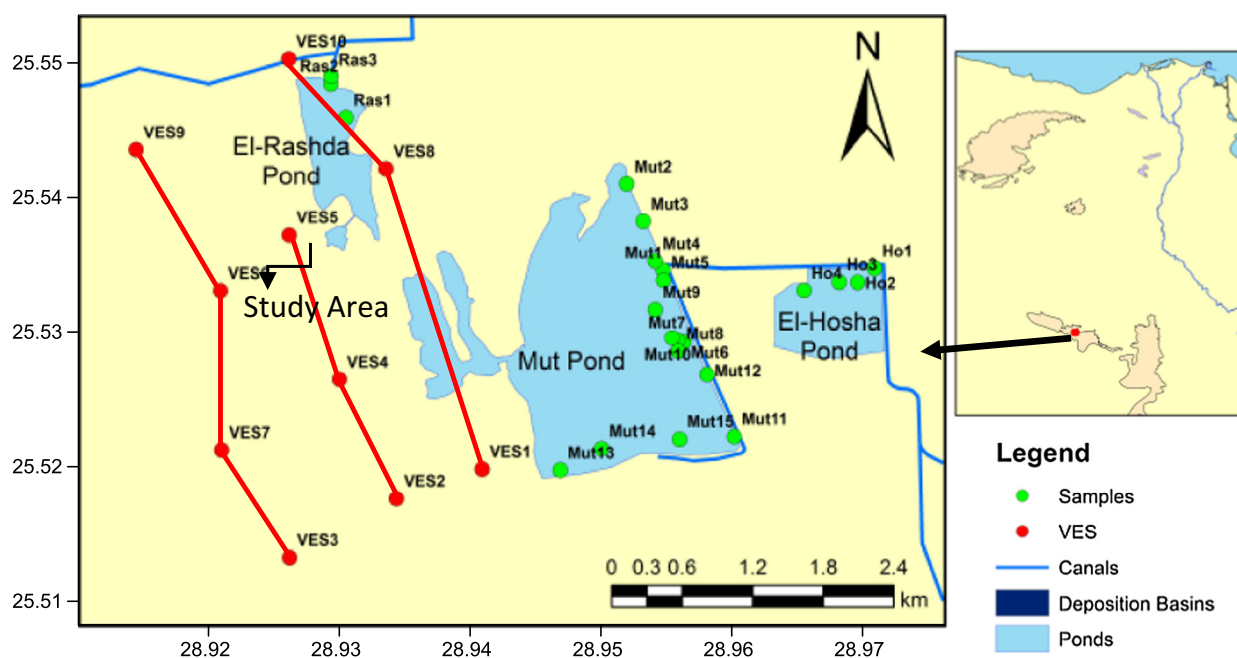 25.55
25.54
25.53
25.52
25.51
28.92
28.93
28.94
28.95
28.96
28.97
VES10
Ras3
Ras2
Ras1
VES9
El-Rashda
Pond
VES8
VES5
Study Area
VES4
VES7
VES1
VES2
VES3
Mut2
Mut3
Mut4
Mut1
Mut5
Mut9
Mut7
Mut8
Mut10
Mut6
Mut Pond
Mut12
Mut15
Mut11
Mut14
Mut13
Ho1
Ho3
Ho4
Ho2
El-Hosha
Pond
N
0 0.3 0.6 1.2 1.8 2.4
km
Legend
Samples
VES
Canals
Deposition Basins
Ponds